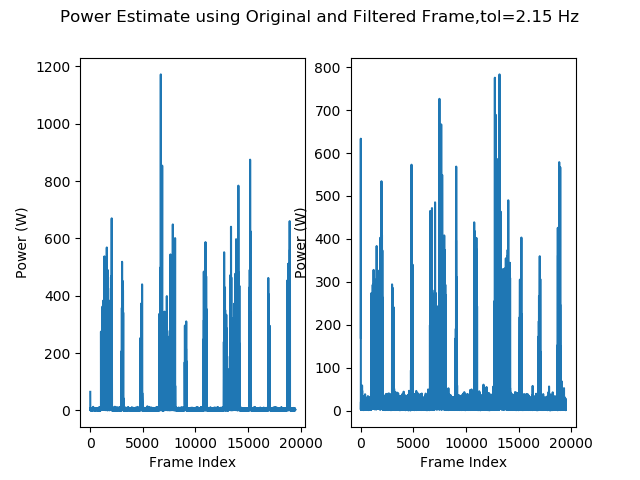 Power Estimate using Original and Filtered Frame,tol=2.15 Hz
1200
1000
800
600
400
200
0
Power (W)
0 5000 10000 15000 20000
Frame Index
800
700
600
500
400
300
200
100
0
Power (W)
0 5000 10000 15000 20000
Frame Index